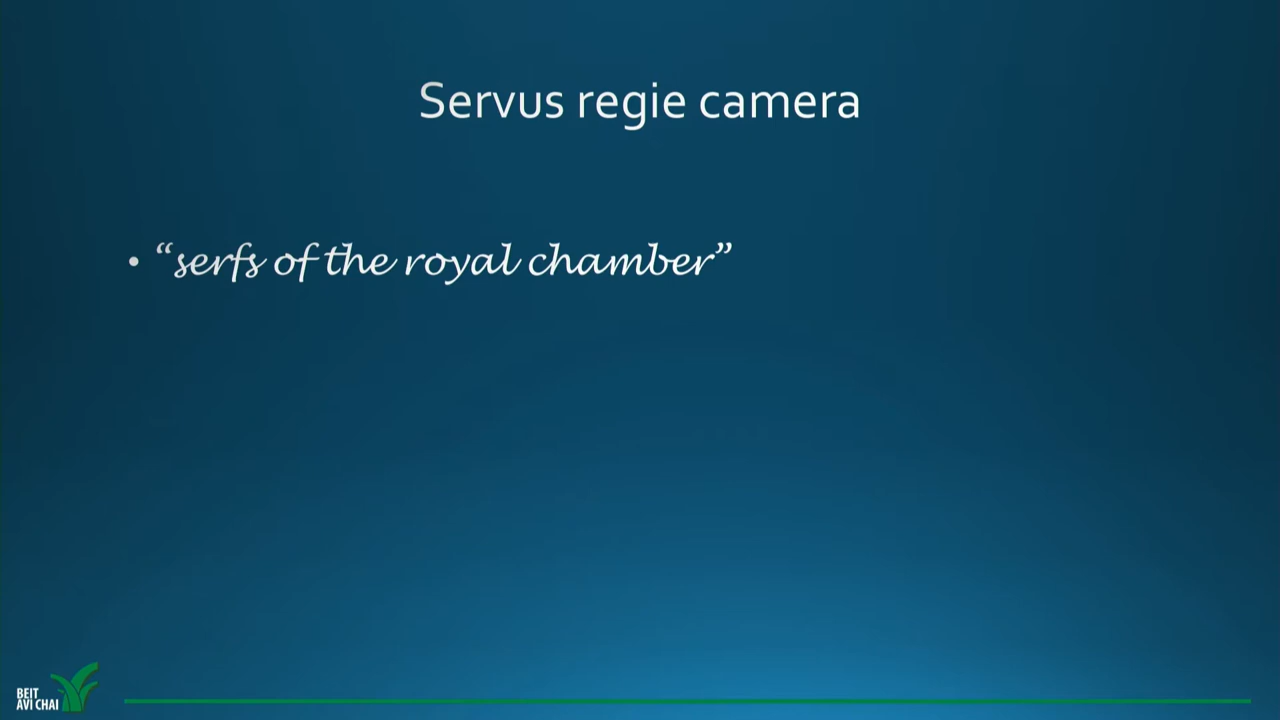 Servus regie camera
• “serfs of the royal chamber”
BEIT
AVI CHAI